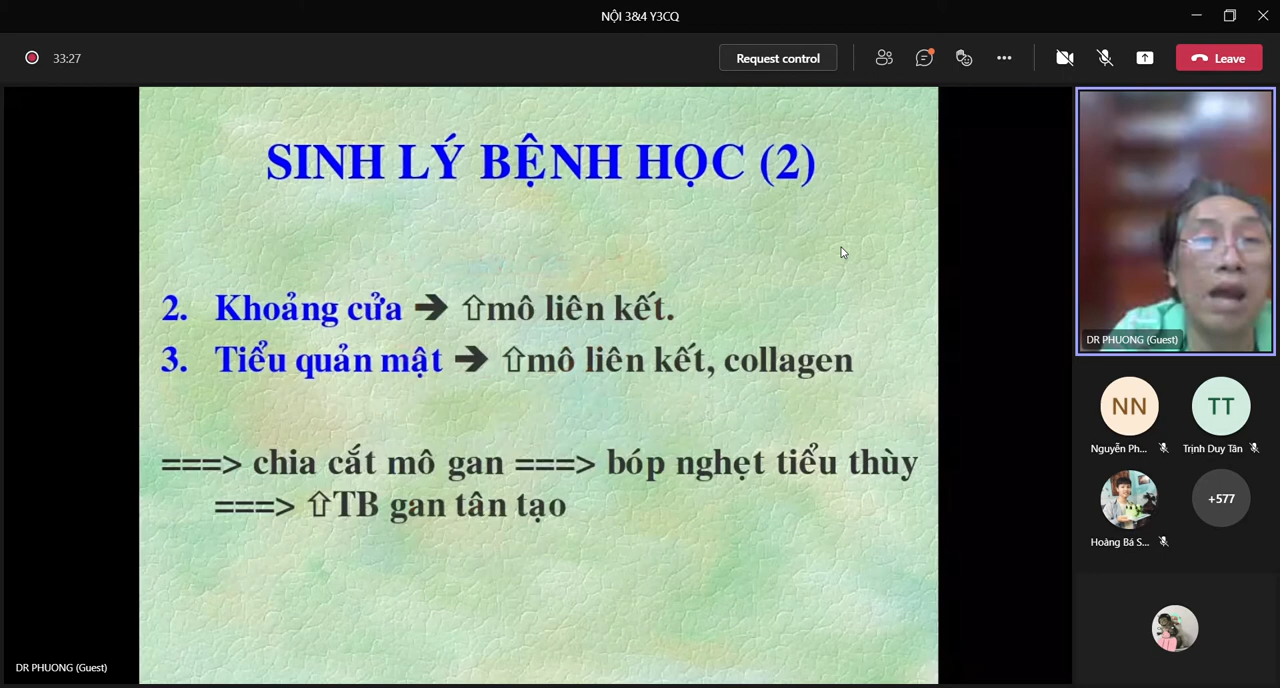 NỘI 3&4 Y3CQ
33:27
Request control
Leave
SINH LÝ BỆNH HỌC (2)
2. Khoảng cửa ➔ ⇧mô liên kết.
3. Tiểu quản mật ➔ ⇧mô liên kết, collagen
===> chia cắt mô gan ===> bóp nghẹt tiểu thùy
===> ⇧TB gan tân tạo
DR PHUONG (Guest)
NN
TT
Nguyễn Ph...
Trịnh Duy Tân
+577
Hoàng Bá S...
DR PHUONG (Guest)